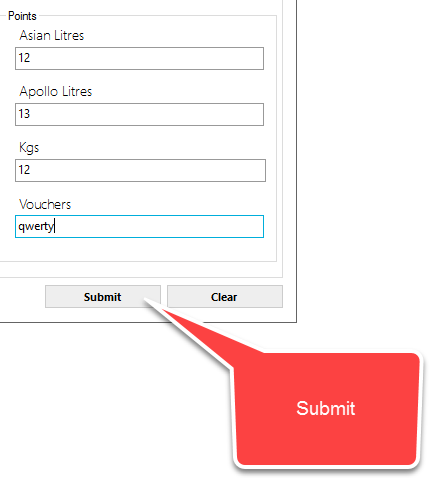 Points
Asian Litres
12
Apollo Litres
13
Kgs
12
Vouchers
qwerty
Submit Clear
Submit